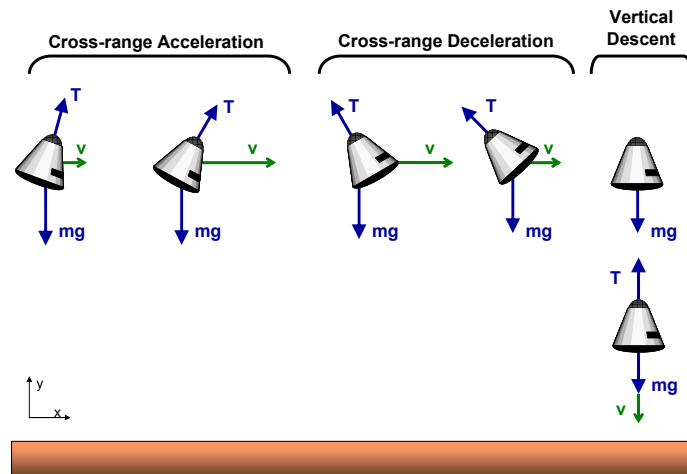 Cross-range Acceleration
Cross-range Deceleration
Vertical
Descent
T
v
mg
T
v
mg
T
v
mg
T
v
mg
mg
T
mg
v
y
x